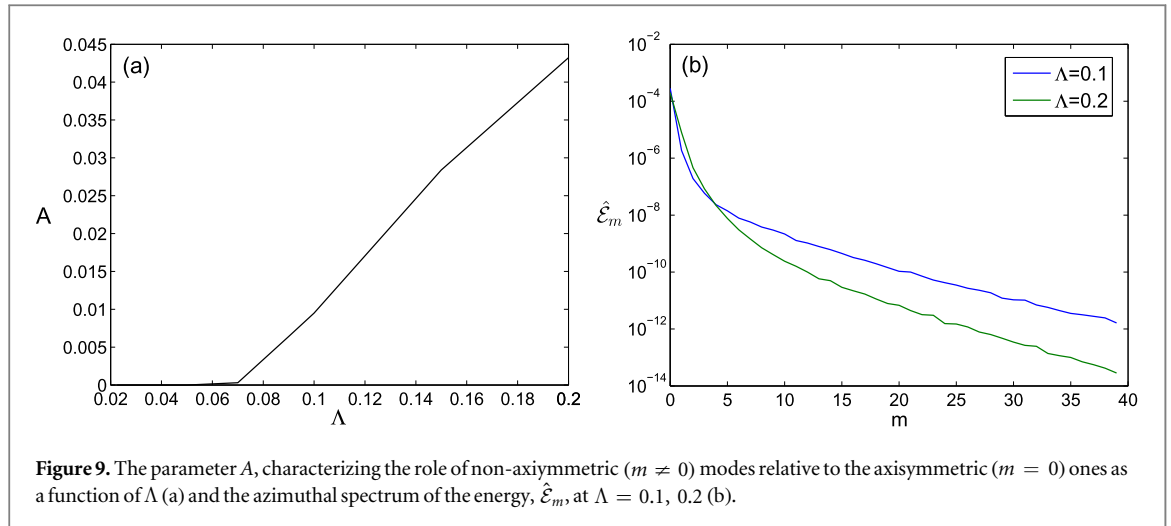 0.045
0.04
0.035
0.03
0.025
0.02
0.015
0.01
0.005
0
A
(a)
0.02 0.04 0.06 0.08 0.1 0.12 0.14 0.16 0.18 0.2
Λ
10⁻²
10⁻⁴
10⁻⁶
10⁻⁸
10⁻¹⁰
10⁻¹²
10⁻¹⁴
ℰ̂ₘ
(b)
Λ=0.1
Λ=0.2
0 5 10 15 20 25 30 35 40
m
Figure 9. The parameter A, characterizing the role of non-axiymmetric (m ≠ 0) modes relative to the axisymmetric (m = 0) ones as
a function of Λ (a) and the azimuthal spectrum of the energy, ℰ̂ₘ, at Λ = 0.1, 0.2 (b).